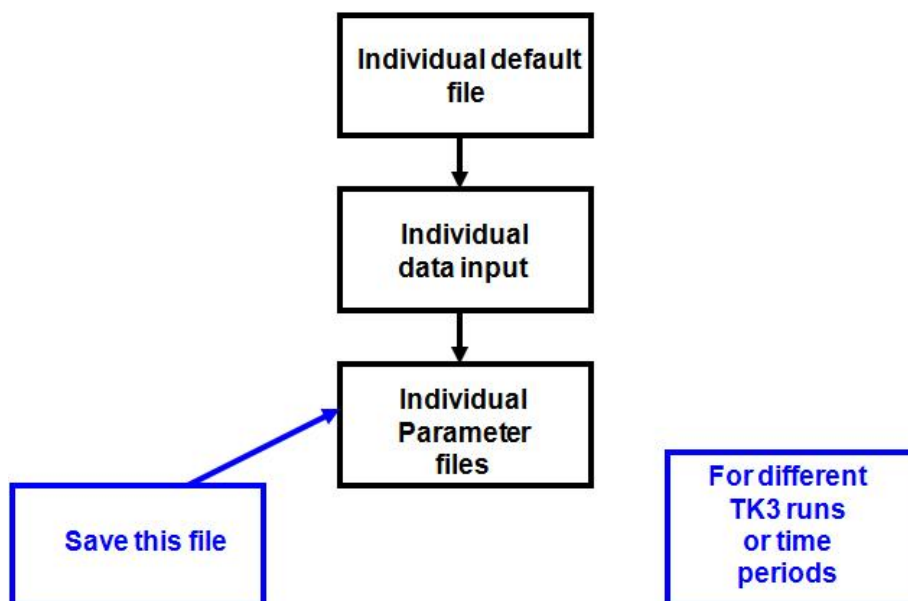 Individual default
file
Individual
data input
Individual
Parameter
files
Save this file
For different
TK3 runs
or time
periods